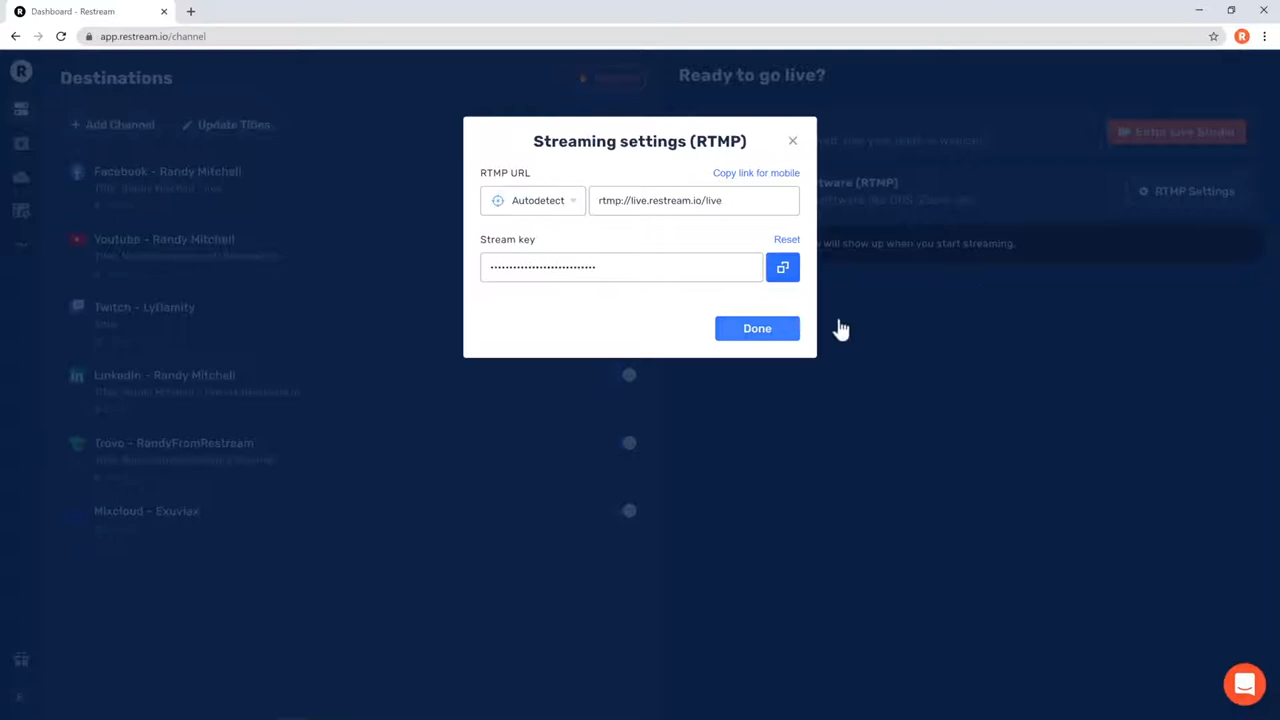 Dashboard - Restream
app.restream.io/channel
Destinations
Ready to go live?
+ Add Channel
Update Titles
Enter Live Studio
Streaming settings (RTMP)
RTMP URL
Copy link for mobile
Autodetect
rtmp://live.restream.io/live
Stream key
Reset
••••••••••••••••••••••••••••
Done
Facebook - Randy Mitchell
Youtube - Randy Mitchell
Twitch - Lyflamity
LinkedIn - Randy Mitchell
Trovo - RandyFromRestream
Mixcloud - Exuviax
(RTMP)
RTMP Settings
will show up when you start streaming.